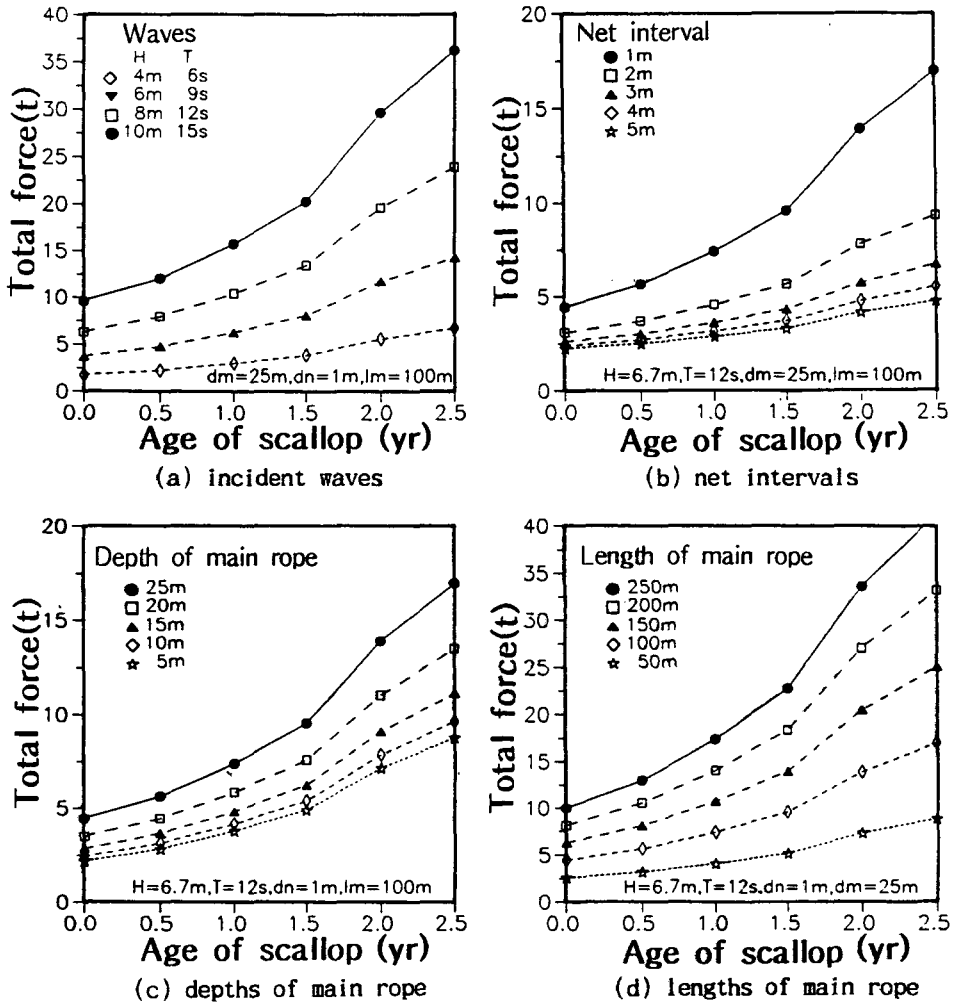 40
35
30
25
20
15
10
5
0
Total force(t)
Waves
H T
4m 6s
6m 9s
8m 12s
10m 15s
dm=25m,dn=1m,lm=100m
0.0 0.5 1.0 1.5 2.0 2.5
Age of scallop (yr)
(a) incident waves
20
15
10
5
0
Total force(t)
Net interval
1m
2m
3m
4m
5m
H=6.7m,T=12s,dm=25m,lm=100m
0.0 0.5 1.0 1.5 2.0 2.5
Age of scallop (yr)
(b) net intervals
20
15
10
5
0
Total force(t)
Depth of main rope
25m
20m
15m
10m
5m
H=6.7m,T=12s,dn=1m,lm=100m
0.0 0.5 1.0 1.5 2.0 2.5
Age of scallop (yr)
(c) depths of main rope
40
35
30
25
20
15
10
5
0
Total force(t)
Length of main rope
250m
200m
150m
100m
50m
H=6.7m,T=12s,dn=1m,dm=25m
0.0 0.5 1.0 1.5 2.0 2.5
Age of scallop (yr)
(d) lengths of main rope